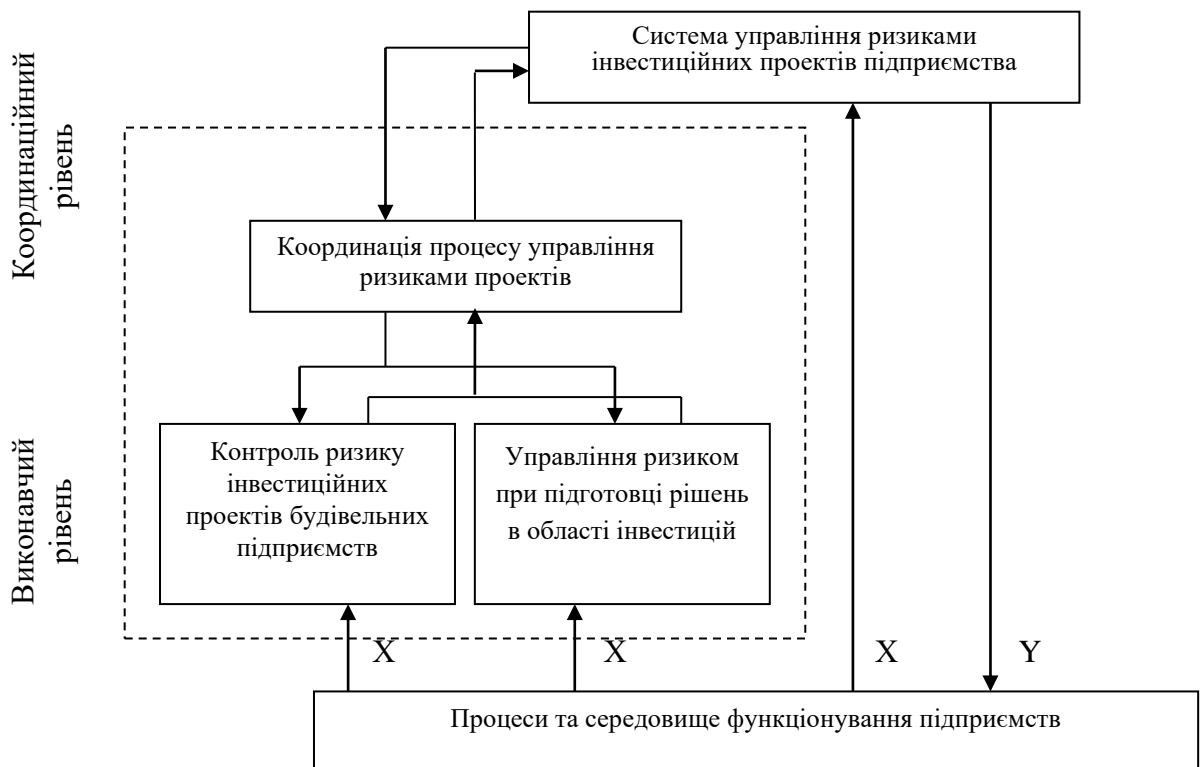 Координаційний
рівень
Система управління ризиками
інвестиційних проектів підприємства
Координація процесу управління
ризиками проектів
Виконавчий
рівень
Контроль ризику
інвестиційних
проектів будівельних
підприємств
Управління ризиком
при підготовці рішень
в області інвестицій
X
X
X
Y
Процеси та середовище функціонування підприємств